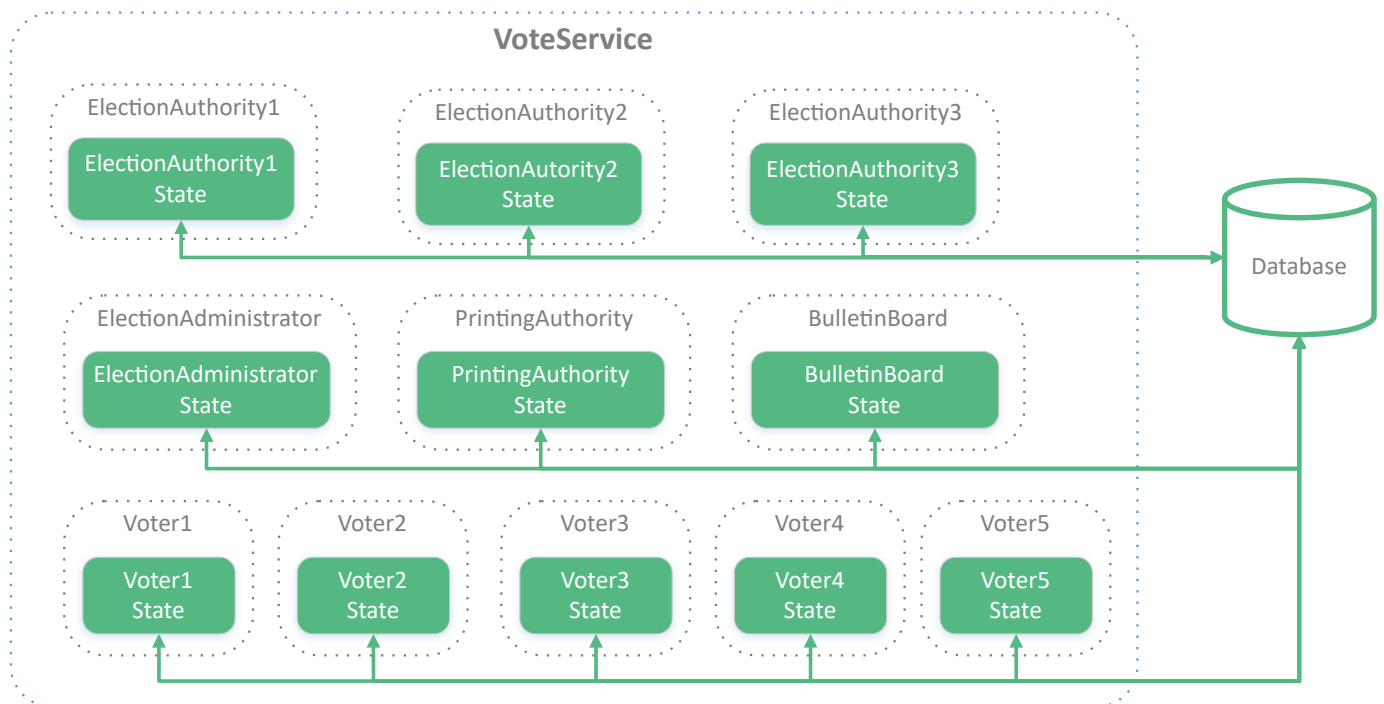 VoteService
ElectionAuthority1
ElectionAuthority2
ElectionAuthority3
ElectionAuthority1
State
ElectionAutority2
State
ElectionAuthority3
State
Database
ElectionAdministrator
PrintingAuthority
BulletinBoard
ElectionAdministrator
State
PrintingAuthority
State
BulletinBoard
State
Voter1
Voter2
Voter3
Voter4
Voter5
Voter1
State
Voter2
State
Voter3
State
Voter4
State
Voter5
State